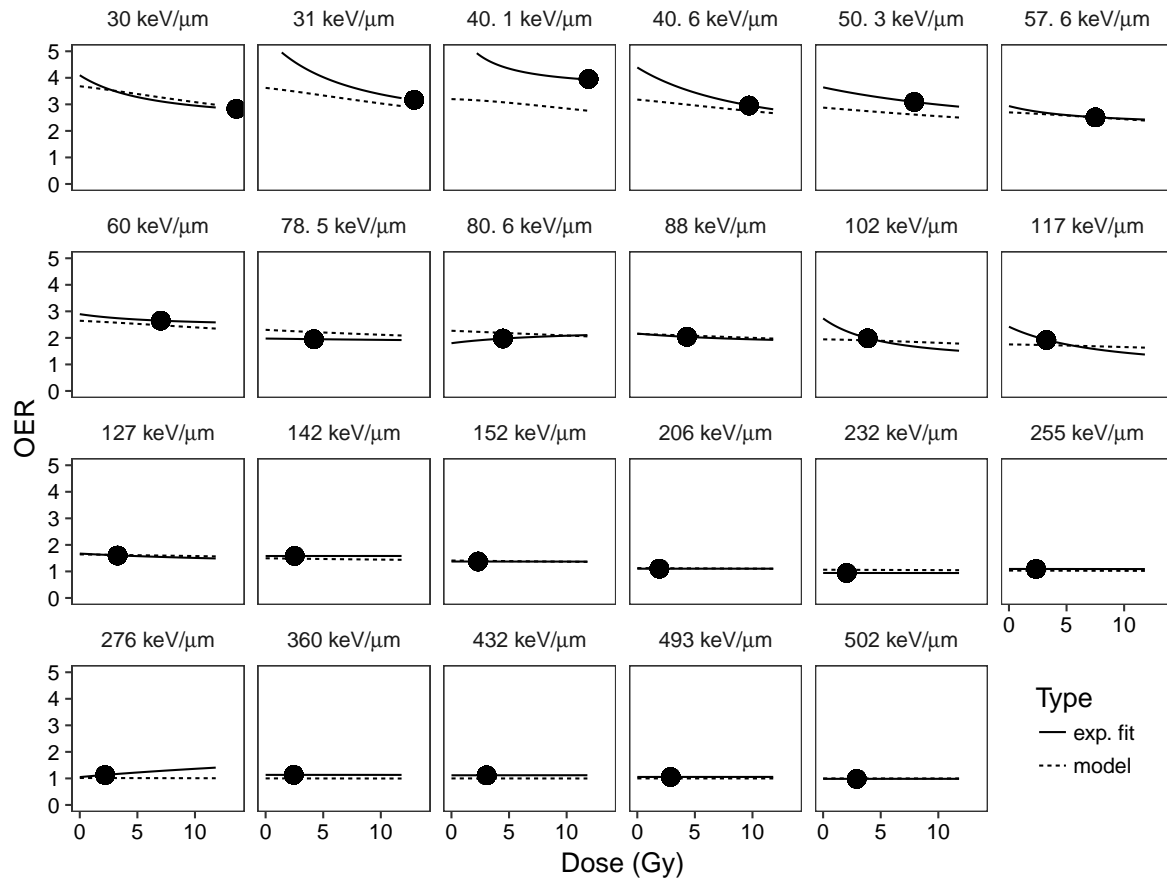 30 keV/μm 31 keV/μm 40. 1 keV/μm 40. 6 keV/μm 50. 3 keV/μm 57. 6 keV/μm
5
4
3
2
1
0
60 keV/μm 78. 5 keV/μm 80. 6 keV/μm 88 keV/μm 102 keV/μm 117 keV/μm
5
4
3
2
1
0
OER
127 keV/μm 142 keV/μm 152 keV/μm 206 keV/μm 232 keV/μm 255 keV/μm
5
4
3
2
1
0
0 5 10
276 keV/μm 360 keV/μm 432 keV/μm 493 keV/μm 502 keV/μm
5
4
3
2
1
0
0 5 10 0 5 10 0 5 10 0 5 10 0 5 10
Dose (Gy)
Type
exp. fit
model